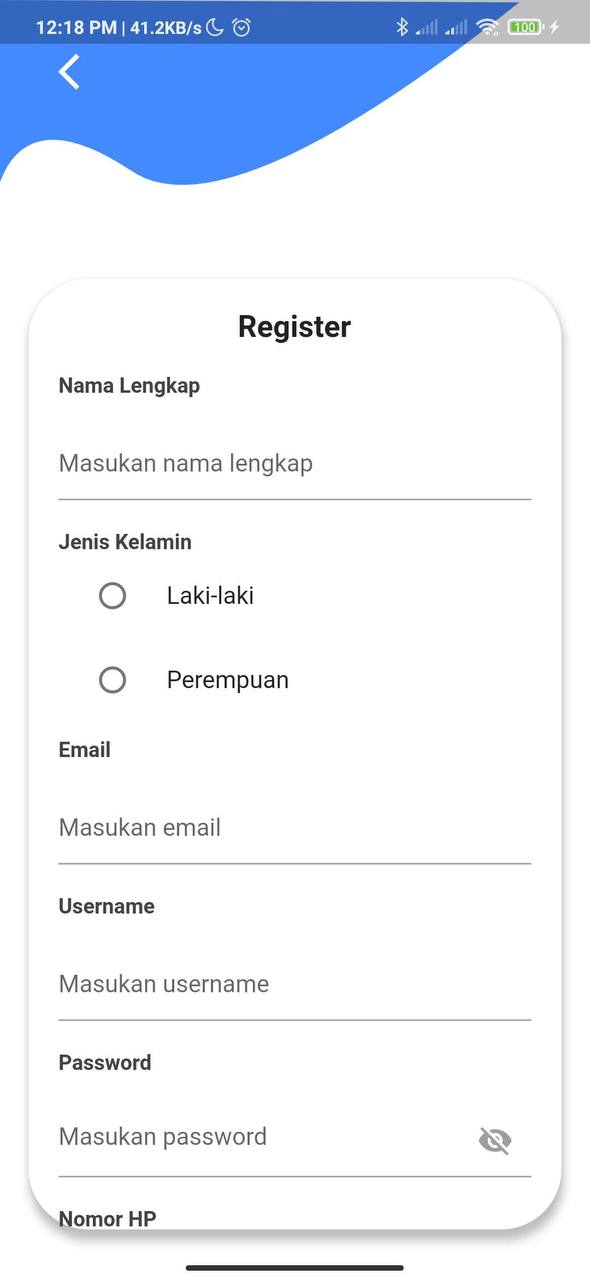 12:18 PM | 41.2KB/s
100
Register
Nama Lengkap
Masukan nama lengkap
Jenis Kelamin
Laki-laki
Perempuan
Email
Masukan email
Username
Masukan username
Password
Masukan password
Nomor HP